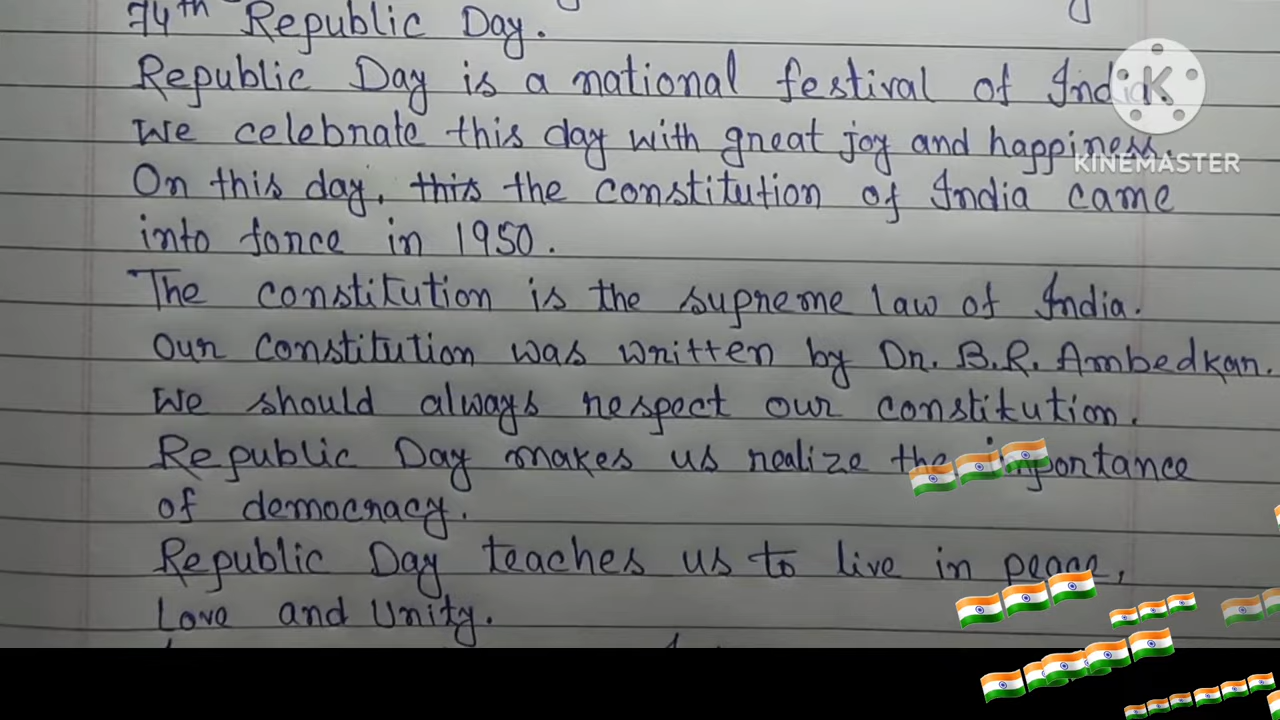 74th Republic Day.
Republic Day is a national festival of India.
We celebrate this day with great joy and happiness.
KINEMASTER
On this day, this the constitution of India came
into force in 1950.
The constitution is the supreme law of India.
Our constitution was written by Dr. B.R. Ambedkar.
We should always respect our constitution.
Republic Day makes us realize the importance
of democracy.
Republic Day teaches us to live in peace,
Love and Unity.